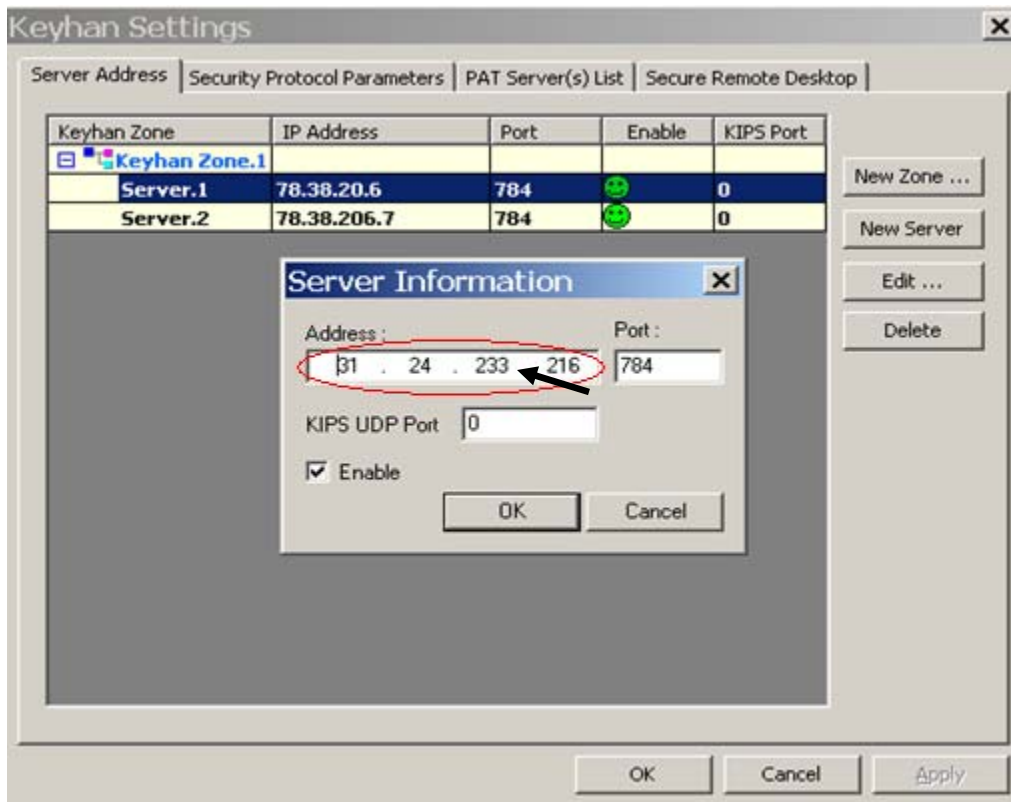 Keyhan Settings
Server Address Security Protocol Parameters PAT Server(s) List Secure Remote Desktop
Keyhan Zone IP Address Port Enable KIPS Port
Keyhan Zone.1
Server.1 78.38.20.6 784 0
Server.2 78.38.206.7 784 0
New Zone ...
New Server
Edit ...
Delete
Server Information
Address : Port :
31 . 24 . 233 216 784
KIPS UDP Port 0
Enable
OK Cancel
OK Cancel Apply